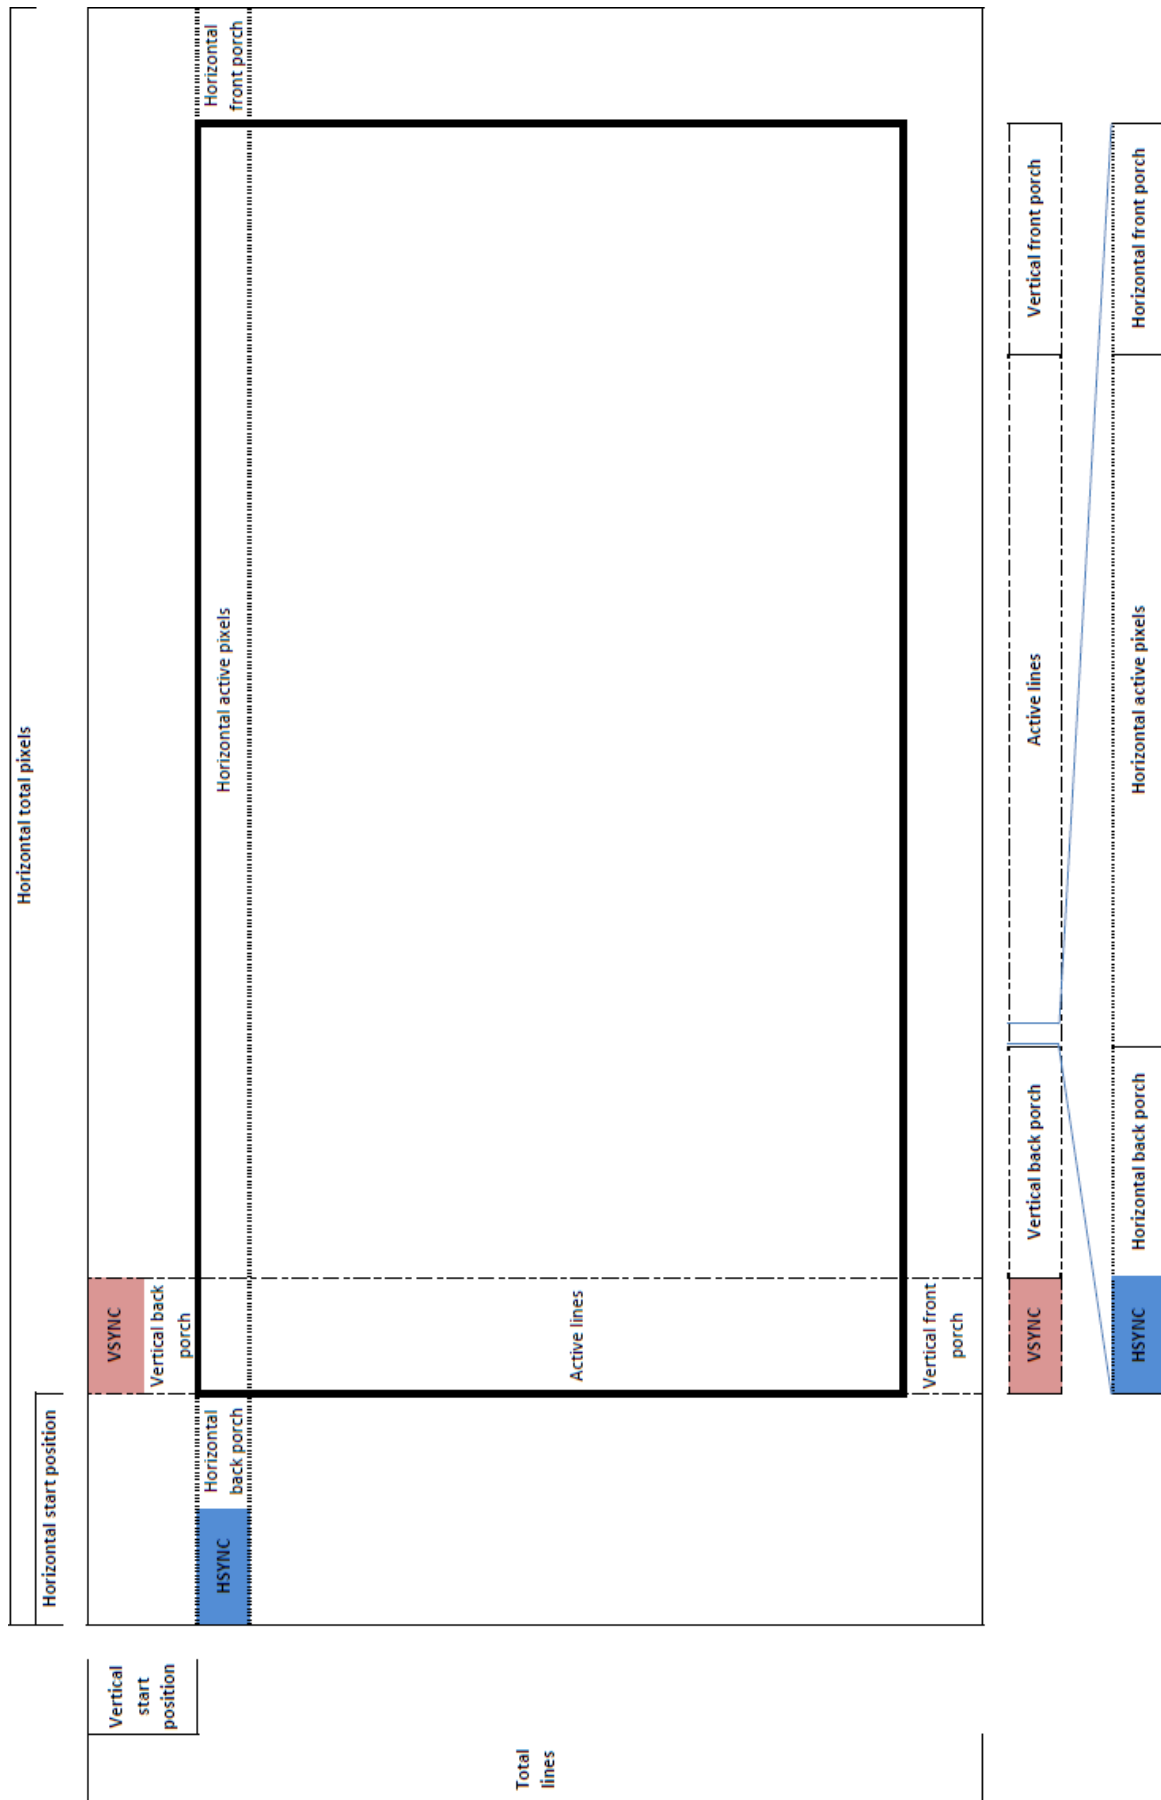 Horizontal total pixels
Horizontal start position
Vertical
start
position
Total
lines
VSYNC
Vertical back
porch
HSYNC
Horizontal
back porch
Horizontal active pixels
Horizontal
front porch
Active lines
Vertical front
porch
VSYNC
Vertical back porch
Active lines
Vertical front porch
HSYNC
Horizontal back porch
Horizontal active pixels
Horizontal front porch